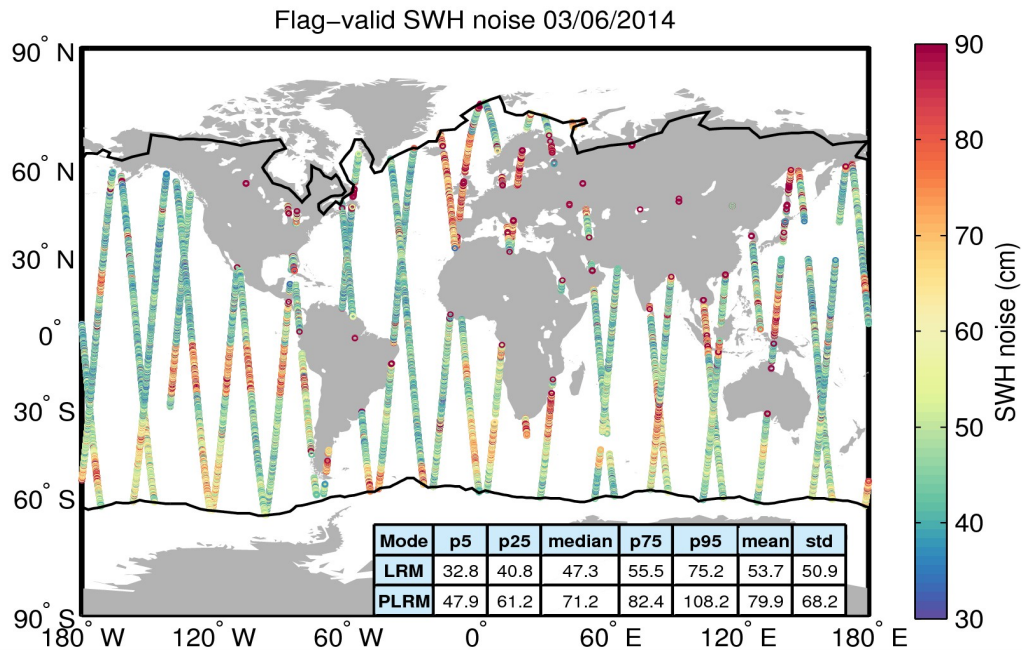 Flag–valid SWH noise 03/06/2014
90° N
60° N
30° N
0°
30° S
60° S
90° S
180° W
120° W
60° W
0°
60° E
120° E
180° E
Mode p5 p25 median p75 p95 mean std
LRM 32.8 40.8 47.3 55.5 75.2 53.7 50.9
PLRM 47.9 61.2 71.2 82.4 108.2 79.9 68.2
90
80
70
60
50
40
30
SWH noise (cm)